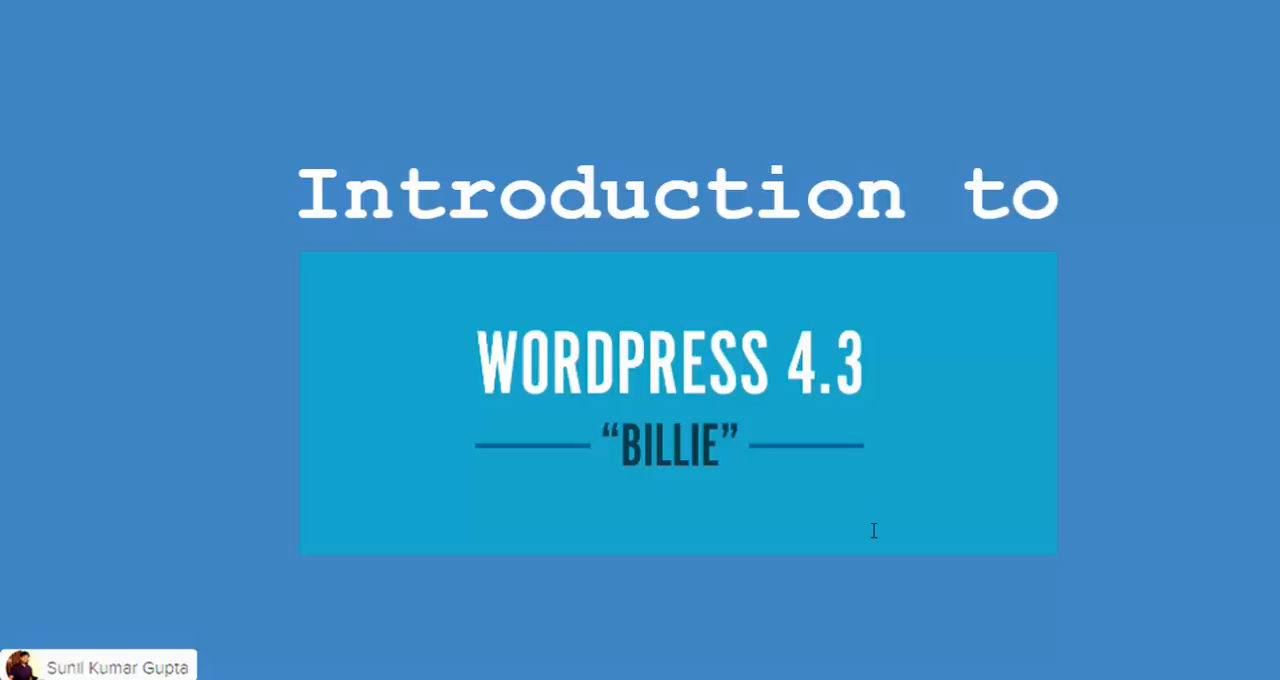 Introduction to
WORDPRESS 4.3
“BILLIE”
Sunil Kumar Gupta